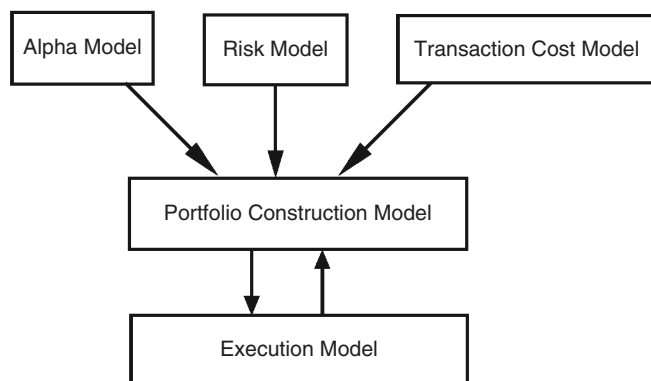 Alpha Model
Risk Model
Transaction Cost Model
Portfolio Construction Model
Execution Model